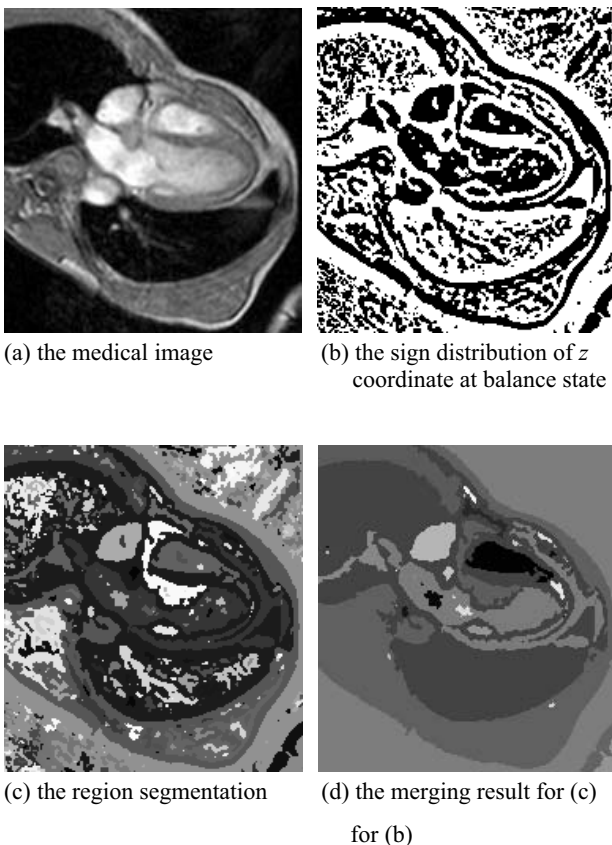 (a) the medical image
(b) the sign distribution of z
coordinate at balance state
(c) the region segmentation
(d) the merging result for (c)
for (b)